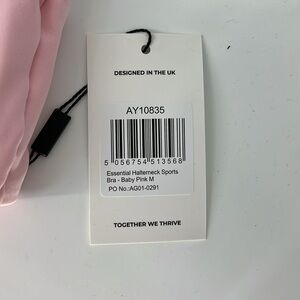 DESIGNED IN THE UK
AY10835
5 056754 513568
Essential Halterneck Sports
Bra - Baby Pink M
PO No.:AG01-0291
TOGETHER WE THRIVE